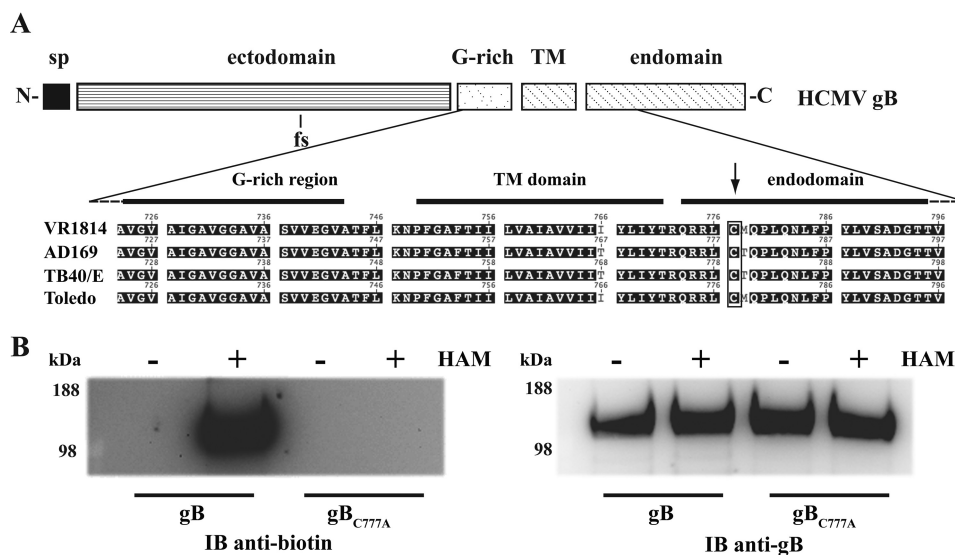 A
sp ectodomain G-rich TM endomain
N- -C HCMV gB
fs
G-rich region TM domain endodomain
726 736 746 756 766 776 786 796
VR1814 AVGV AIGAVGGAVA SVVEGVATFL KNPFGAFTII LVAIAVVIII YLIYTRQRRL CMQPLQNLFP YLVSADGTTV
727 737 747 757 767 777 787 797
AD169 AVGV AIGAVGGAVA SVVEGVATFL KNPFGAFTII LVAIAVVIIT YLIYTRQRRL CTQPLQNLFP YLVSADGTTV
728 738 748 758 768 778 788 798
TB40/E AVGV AIGAVGGAVA SVVEGVATFL KNPFGAFTII LVAIAVVIIT YLIYTRQRRL CTQPLQNLFP YLVSADGTTV
726 736 746 756 766 776 786 796
Toledo AVGV AIGAVGGAVA SVVEGVATFL KNPFGAFTII LVAIAVVIII YLIYTRQRRL CMQPLQNLFP YLVSADGTTV
B
kDa - + - + HAM
188
98
gB gBC777A
IB anti-biotin
kDa - + - + HAM
188
98
gB gBC777A
IB anti-gB